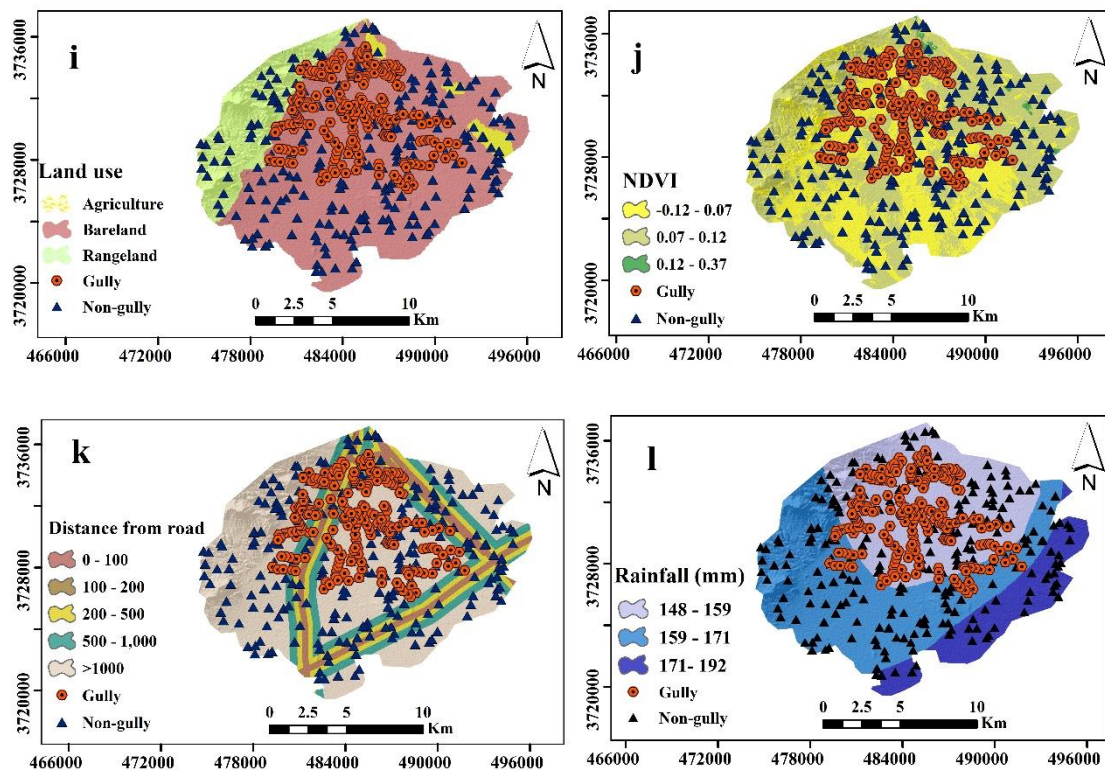 i
N
3736000
3728000
3720000
Land use
Agriculture
Bareland
Rangeland
Gully
Non-gully
0 2.5 5 10
Km
466000 472000 478000 484000 490000 496000
j
N
3736000
3728000
3720000
NDVI
-0.12 - 0.07
0.07 - 0.12
0.12 - 0.37
Gully
Non-gully
0 2.5 5 10
Km
466000 472000 478000 484000 490000 496000
k
N
3736000
3728000
3720000
Distance from road
0 - 100
100 - 200
200 - 500
500 - 1,000
>1000
Gully
Non-gully
0 2.5 5 10
Km
466000 472000 478000 484000 490000 496000
l
N
3736000
3728000
3720000
Rainfall (mm)
148 - 159
159 - 171
171 - 192
Gully
Non-gully
0 2.5 5 10
Km
466000 472000 478000 484000 490000 496000